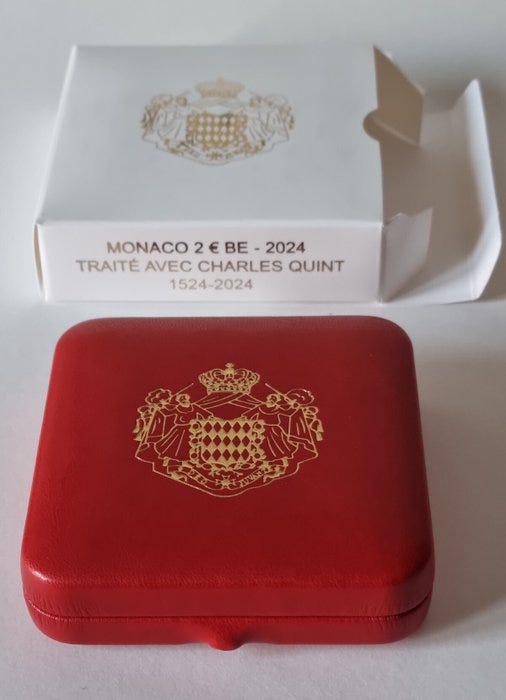 MONACO 2 € BE - 2024
TRAITÉ AVEC CHARLES QUINT
1524-2024